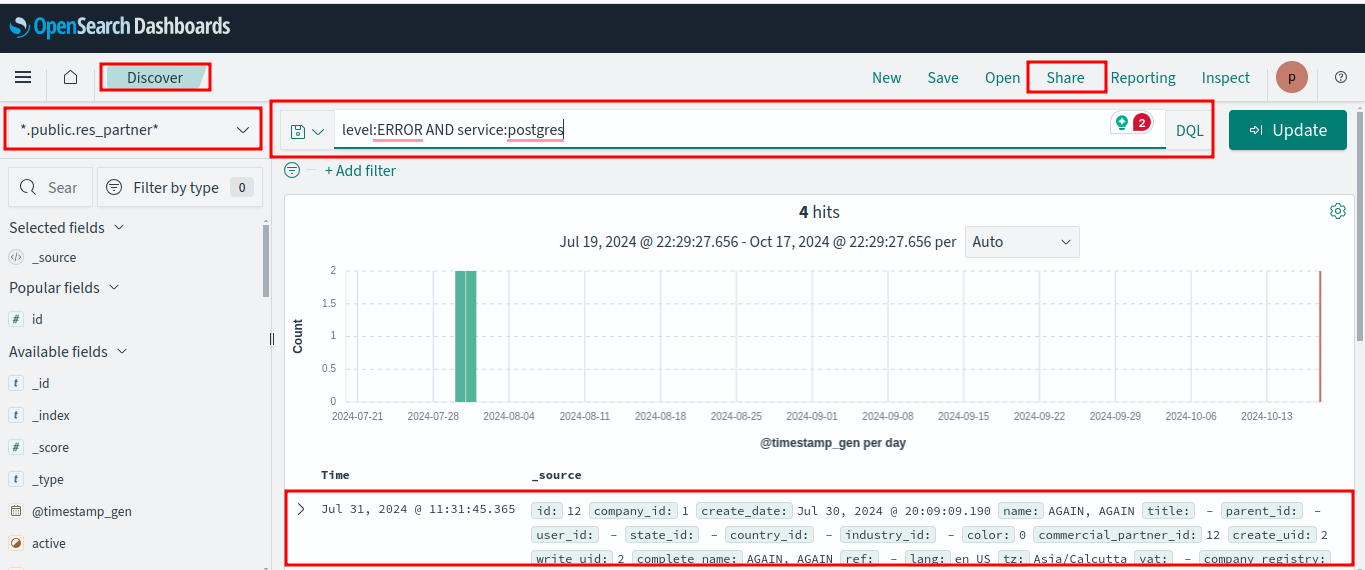 OpenSearch Dashboards
Discover New Save Open Share Reporting Inspect p
*.public.res_partner* level:ERROR AND service:postgres 2 DQL Update
+ Add filter
Sear Filter by type 0
Selected fields
_source
Popular fields
id
Available fields
_id
_index
_score
_type
@timestamp_gen
active
4 hits
Jul 19, 2024 @ 22:29:27.656 - Oct 17, 2024 @ 22:29:27.656 per Auto
Count
2
1.5
1
0.5
0
2024-07-21 2024-07-28 2024-08-04 2024-08-11 2024-08-18 2024-08-25 2024-09-01 2024-09-08 2024-09-15 2024-09-22 2024-09-29 2024-10-06 2024-10-13
@timestamp_gen per day
Time _source
Jul 31, 2024 @ 11:31:45.365 id: 12 company_id: 1 create_date: Jul 30, 2024 @ 20:09:09.190 name: AGAIN, AGAIN title: - parent_id: -
user_id: - state_id: - country_id: - industry_id: - color: 0 commercial_partner_id: 12 create_uid: 2
write_uid: 2 complete_name: AGAIN, AGAIN ref: - lang: en_US tz: Asia/Calcutta vat: - company_registry: